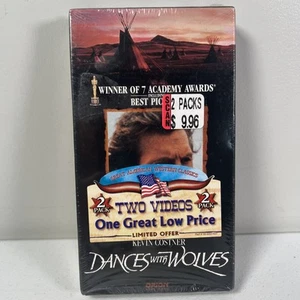 WINNER OF 7 ACADEMY AWARDS®
BEST PIC
2 PACKS
$ 9.96
2
PACK
TWO VIDEOS
2
PACK
One Great Low Price
LIMITED OFFER
KEVIN COSTNER
DANCES WITH WOLVES